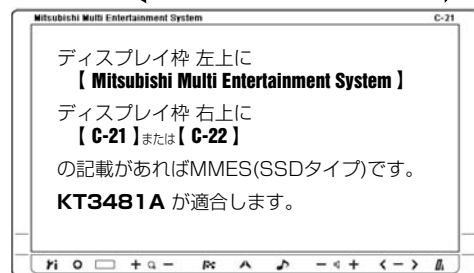 Mitsubishi Multi Entertainment System C-21
ディスプレイ枠 左上に
【 Mitsubishi Multi Entertainment System 】
ディスプレイ枠 右上に
【 C-21 】または【 C-22 】
の記載があればMMES(SSDタイプ)です。
KT3481A が適合します。